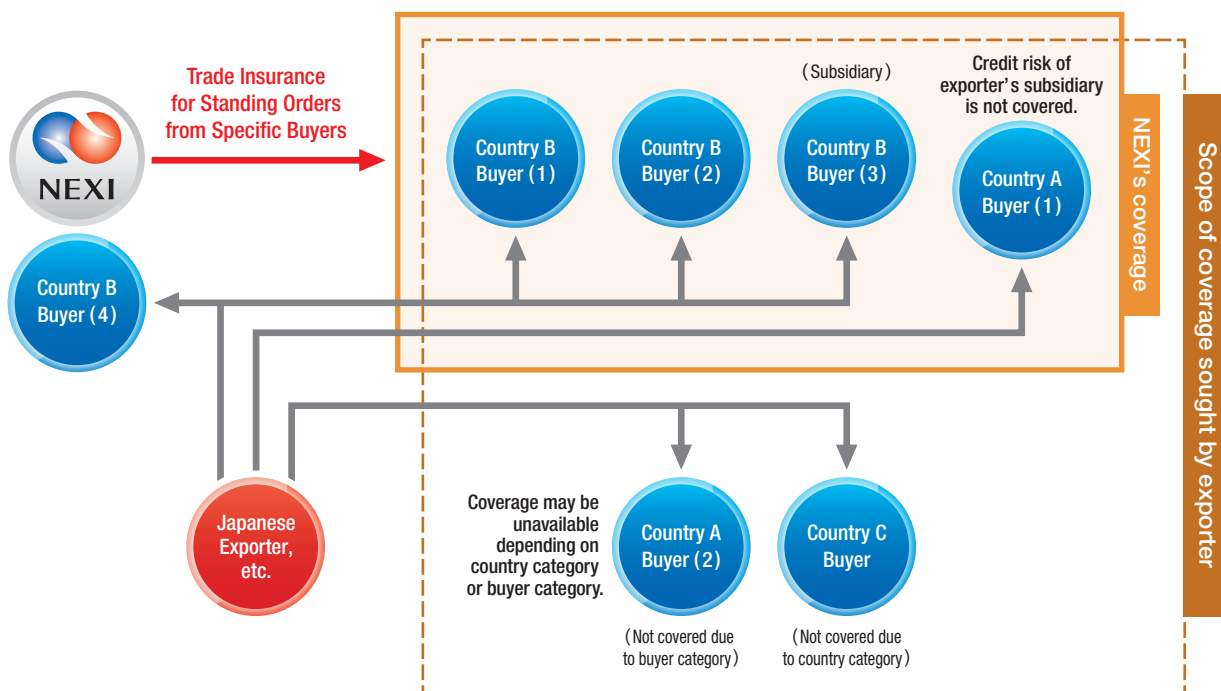 Trade Insurance
for Standing Orders
from Specific Buyers
NEXI
(Subsidiary)
Credit risk of
exporter's subsidiary
is not covered.
Country B
Buyer (1)
Country B
Buyer (2)
Country B
Buyer (3)
Country A
Buyer (1)
NEXI's coverage
Scope of coverage sought by exporter
Country B
Buyer (4)
Japanese
Exporter,
etc.
Coverage may be
unavailable
depending on
country category
or buyer category.
Country A
Buyer (2)
Country C
Buyer
(Not covered due
to buyer category)
(Not covered due
to country category)